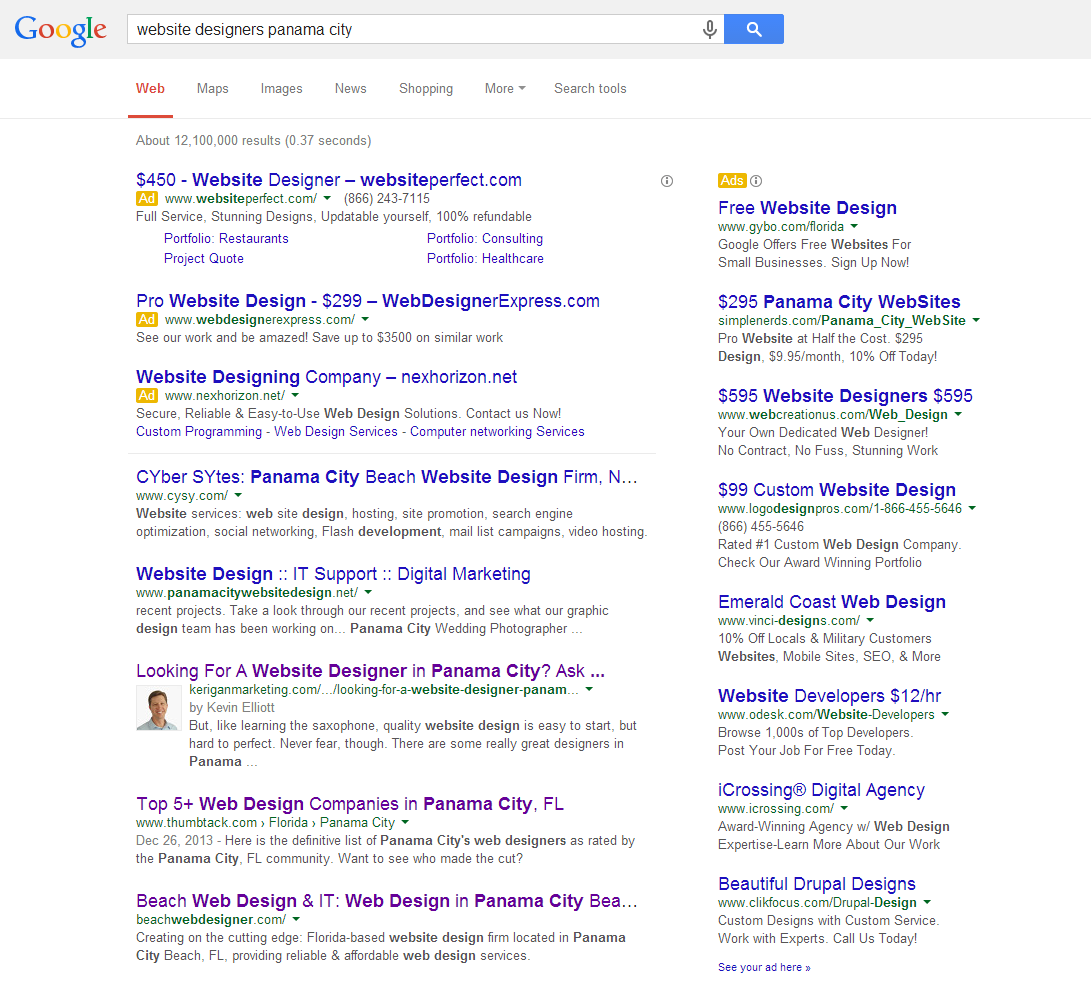 Google
website designers panama city
Web Maps Images News Shopping More Search tools
About 12,100,000 results (0.37 seconds)
$450 - Website Designer – websiteperfect.com
Ad www.websiteperfect.com/ (866) 243-7115
Full Service, Stunning Designs, Updatable yourself, 100% refundable
Portfolio: Restaurants Portfolio: Consulting
Project Quote Portfolio: Healthcare
Pro Website Design - $299 – WebDesignerExpress.com
Ad www.webdesignerexpress.com/
See our work and be amazed! Save up to $3500 on similar work
Website Designing Company – nexhorizon.net
Ad www.nexhorizon.net/
Secure, Reliable & Easy-to-Use Web Design Solutions. Contact us Now!
Custom Programming - Web Design Services - Computer networking Services
CYber SYtes: Panama City Beach Website Design Firm, N...
www.cysy.com/
Website services: web site design, hosting, site promotion, search engine
optimization, social networking, Flash development, mail list campaigns, video hosting.
Website Design :: IT Support :: Digital Marketing
www.panamacitywebsitedesign.net/
recent projects. Take a look through our recent projects, and see what our graphic
design team has been working on... Panama City Wedding Photographer ...
Looking For A Website Designer in Panama City? Ask ...
keriganmarketing.com/.../looking-for-a-website-designer-panam...
by Kevin Elliott
But, like learning the saxophone, quality website design is easy to start, but
hard to perfect. Never fear, though. There are some really great designers in
Panama ...
Top 5+ Web Design Companies in Panama City, FL
www.thumbtack.com › Florida › Panama City
Dec 26, 2013 - Here is the definitive list of Panama City's web designers as rated by
the Panama City, FL community. Want to see who made the cut?
Beach Web Design & IT: Web Design in Panama City Bea...
beachwebdesigner.com/
Creating on the cutting edge: Florida-based website design firm located in Panama
City Beach, FL, providing reliable & affordable web design services.
Ads
Free Website Design
www.gybo.com/florida
Google Offers Free Websites For
Small Businesses. Sign Up Now!
$295 Panama City WebSites
simplenerds.com/Panama_City_WebSite
Pro Website at Half the Cost. $295
Design, $9.95/month, 10% Off Today!
$595 Website Designers $595
www.webcreationus.com/Web_Design
Your Own Dedicated Web Designer!
No Contract, No Fuss, Stunning Work
$99 Custom Website Design
www.logodesignpros.com/1-866-455-5646
(866) 455-5646
Rated #1 Custom Web Design Company.
Check Our Award Winning Portfolio
Emerald Coast Web Design
www.vinci-designs.com/
10% Off Locals & Military Customers
Websites, Mobile Sites, SEO, & More
Website Developers $12/hr
www.odesk.com/Website-Developers
Browse 1,000s of Top Developers.
Post Your Job For Free Today.
iCrossing® Digital Agency
www.icrossing.com/
Award-Winning Agency w/ Web Design
Expertise-Learn More About Our Work
Beautiful Drupal Designs
www.clikfocus.com/Drupal-Design
Custom Designs with Custom Service.
Work with Experts. Call Us Today!
See your ad here »